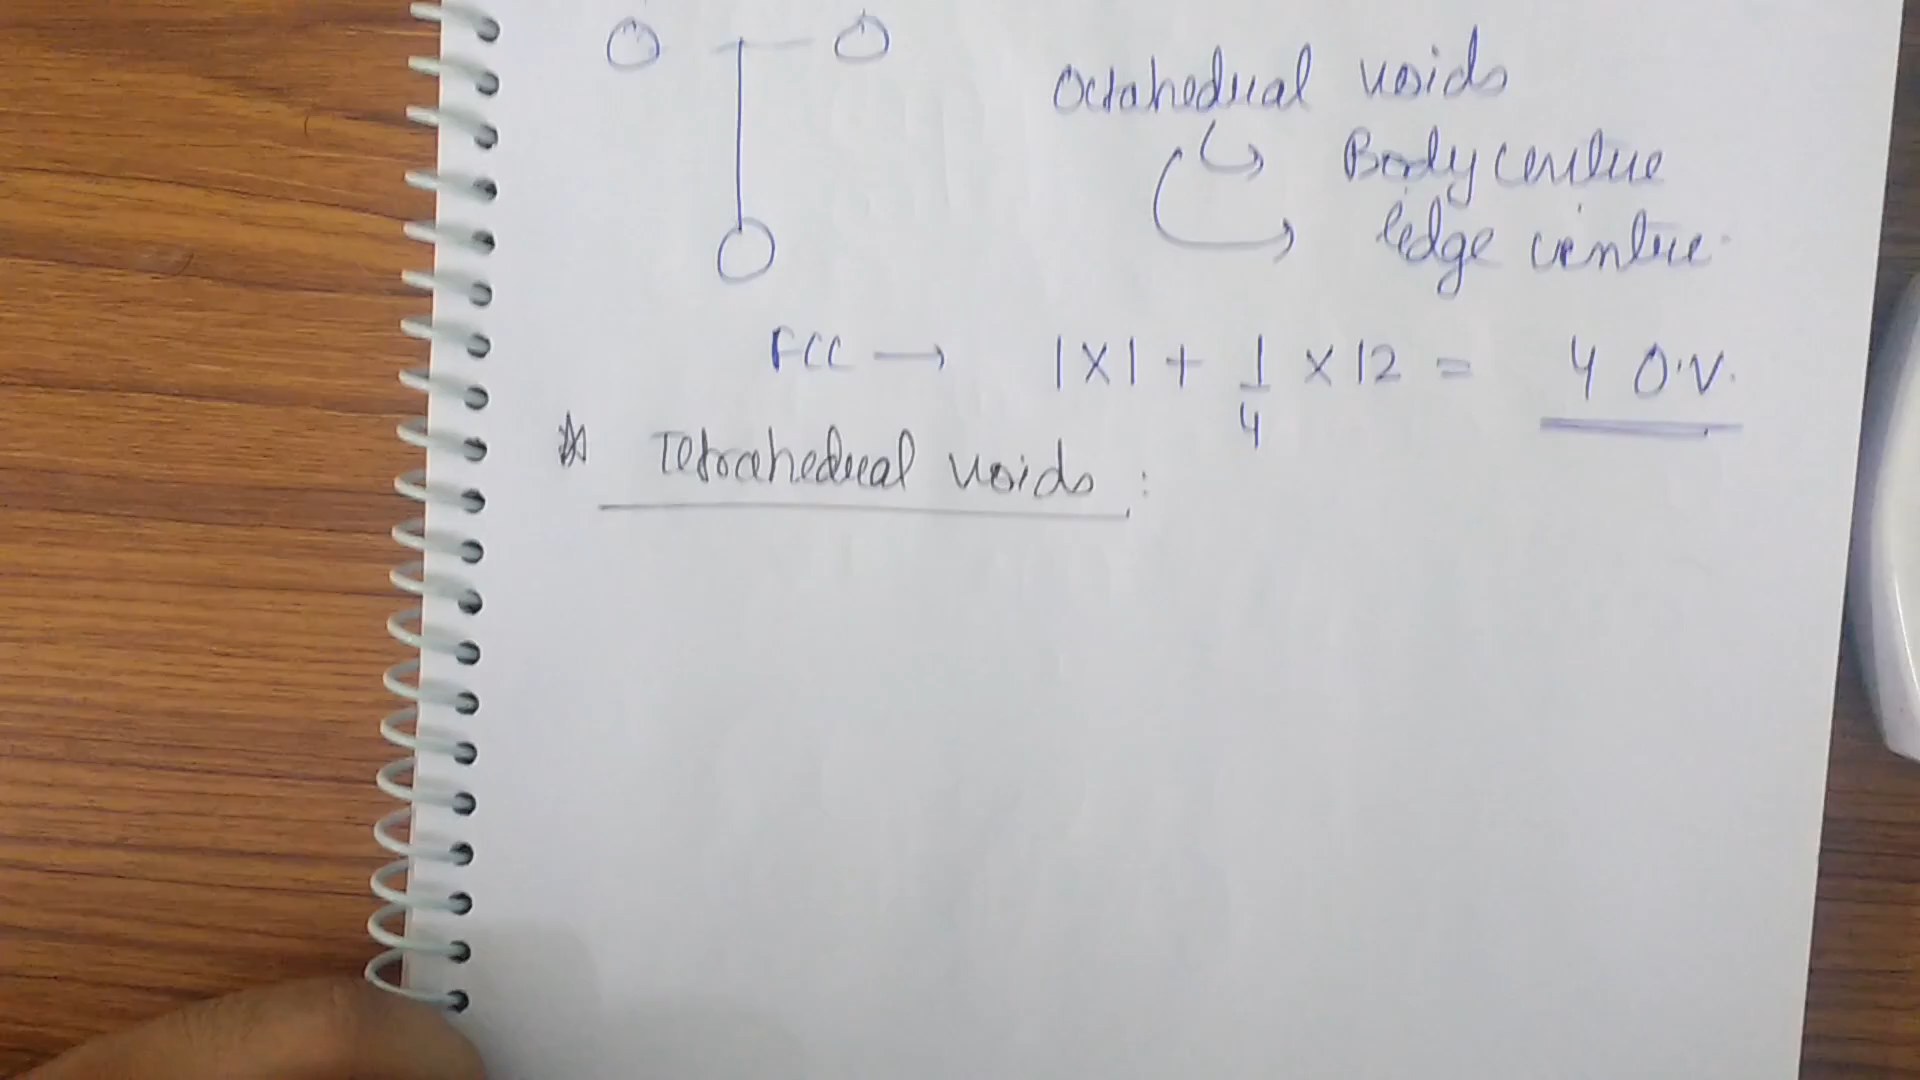 Octahedral voids
Body centre
edge centre
FCC → 1 X 1 + 1/4 X 12 = 4 O.V.
☆ Tetrahedral voids :